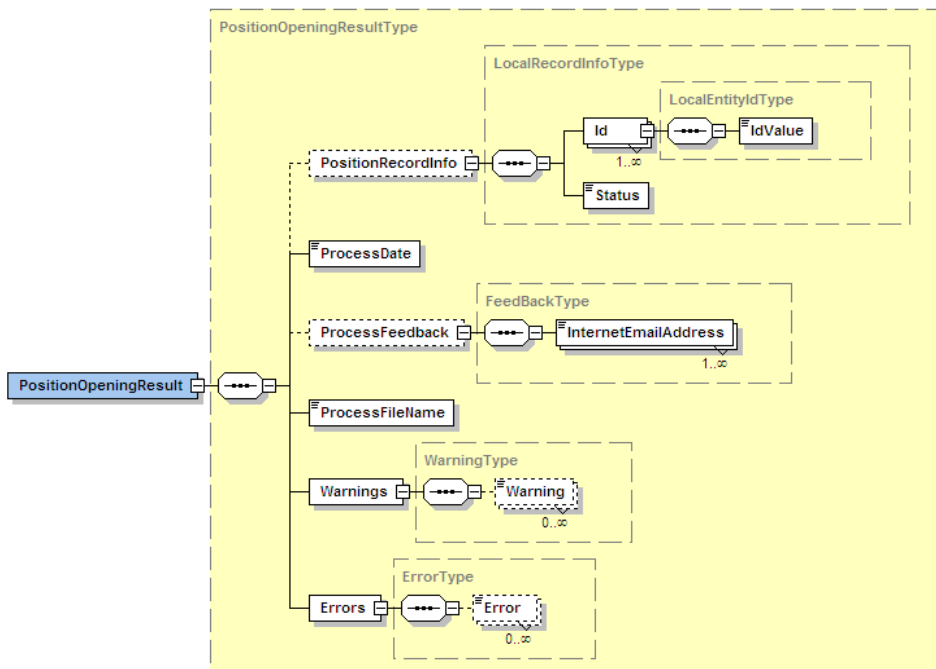 PositionOpeningResultType
LocalRecordInfoType
LocalEntityIdType
Id
IdValue
1..∞
PositionRecordInfo
Status
ProcessDate
FeedBackType
ProcessFeedback
InternetEmailAddress
1..∞
PositionOpeningResult
ProcessFileName
WarningType
Warnings
Warning
0..∞
ErrorType
Errors
Error
0..∞